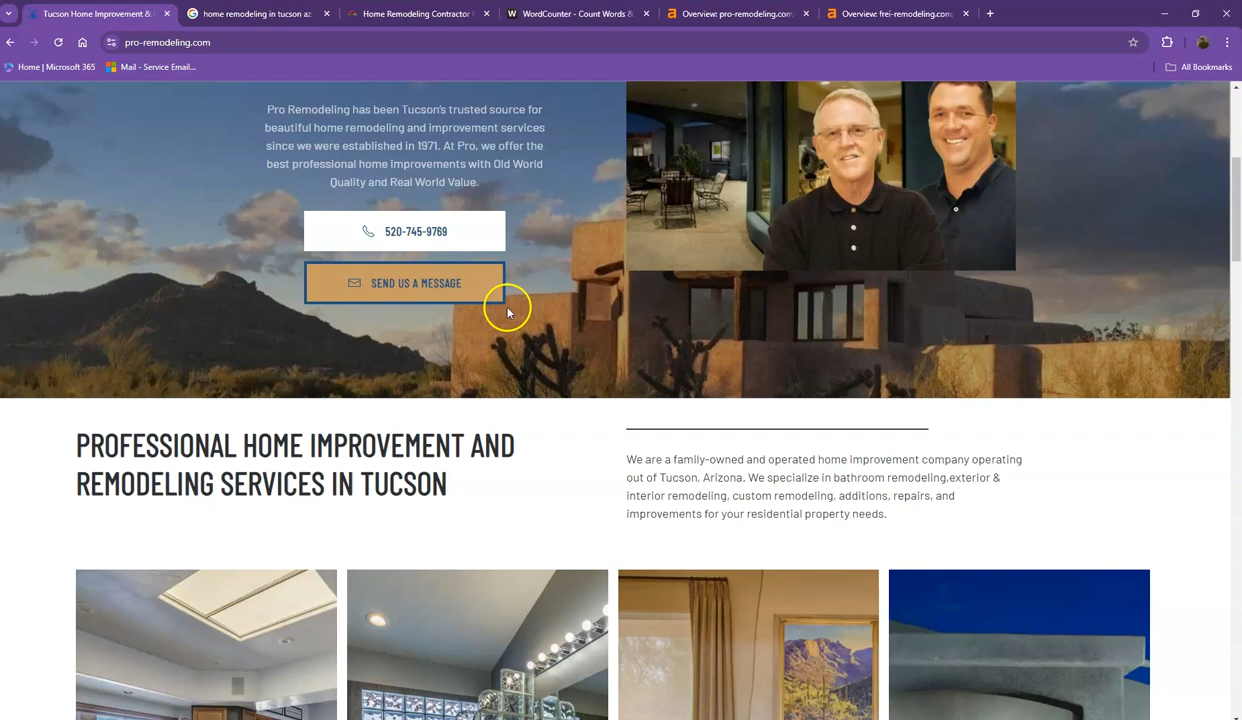 Tucson Home Improvement &
home remodeling in tucson az
Home Remodeling Contractor
WordCounter - Count Words &
Overview: pro-remodeling.com,
Overview: frei-remodeling.com,
pro-remodeling.com
Home | Microsoft 365
Mail - Service Email...
All Bookmarks
Pro Remodeling has been Tucson's trusted source for
beautiful home remodeling and improvement services
since we were established in 1971. At Pro, we offer the
best professional home improvements with Old World
Quality and Real World Value.
520-745-9769
SEND US A MESSAGE
PROFESSIONAL HOME IMPROVEMENT AND
REMODELING SERVICES IN TUCSON
We are a family-owned and operated home improvement company operating
out of Tucson, Arizona. We specialize in bathroom remodeling,exterior &
interior remodeling, custom remodeling, additions, repairs, and
improvements for your residential property needs.